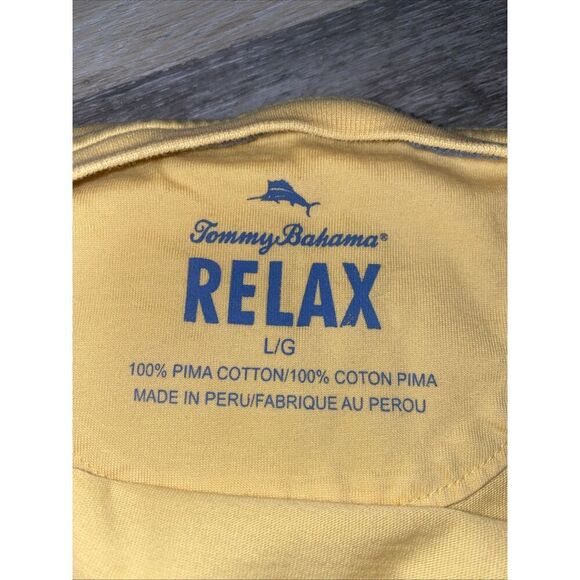 Tommy Bahama®
RELAX
L/G
100% PIMA COTTON/100% COTON PIMA
MADE IN PERU/FABRIQUE AU PEROU